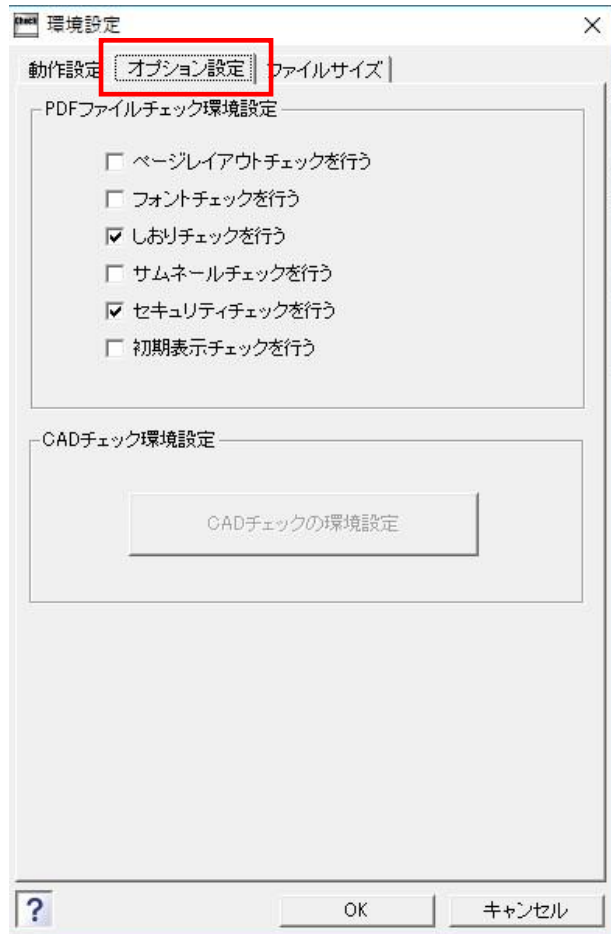 Check 環境設定
動作設定 オプション設定 ファイルサイズ
PDFファイルチェック環境設定
ページレイアウトチェックを行う
フォントチェックを行う
しおりチェックを行う
サムネールチェックを行う
セキュリティチェックを行う
初期表示チェックを行う
CADチェック環境設定
CADチェックの環境設定
? OK キャンセル